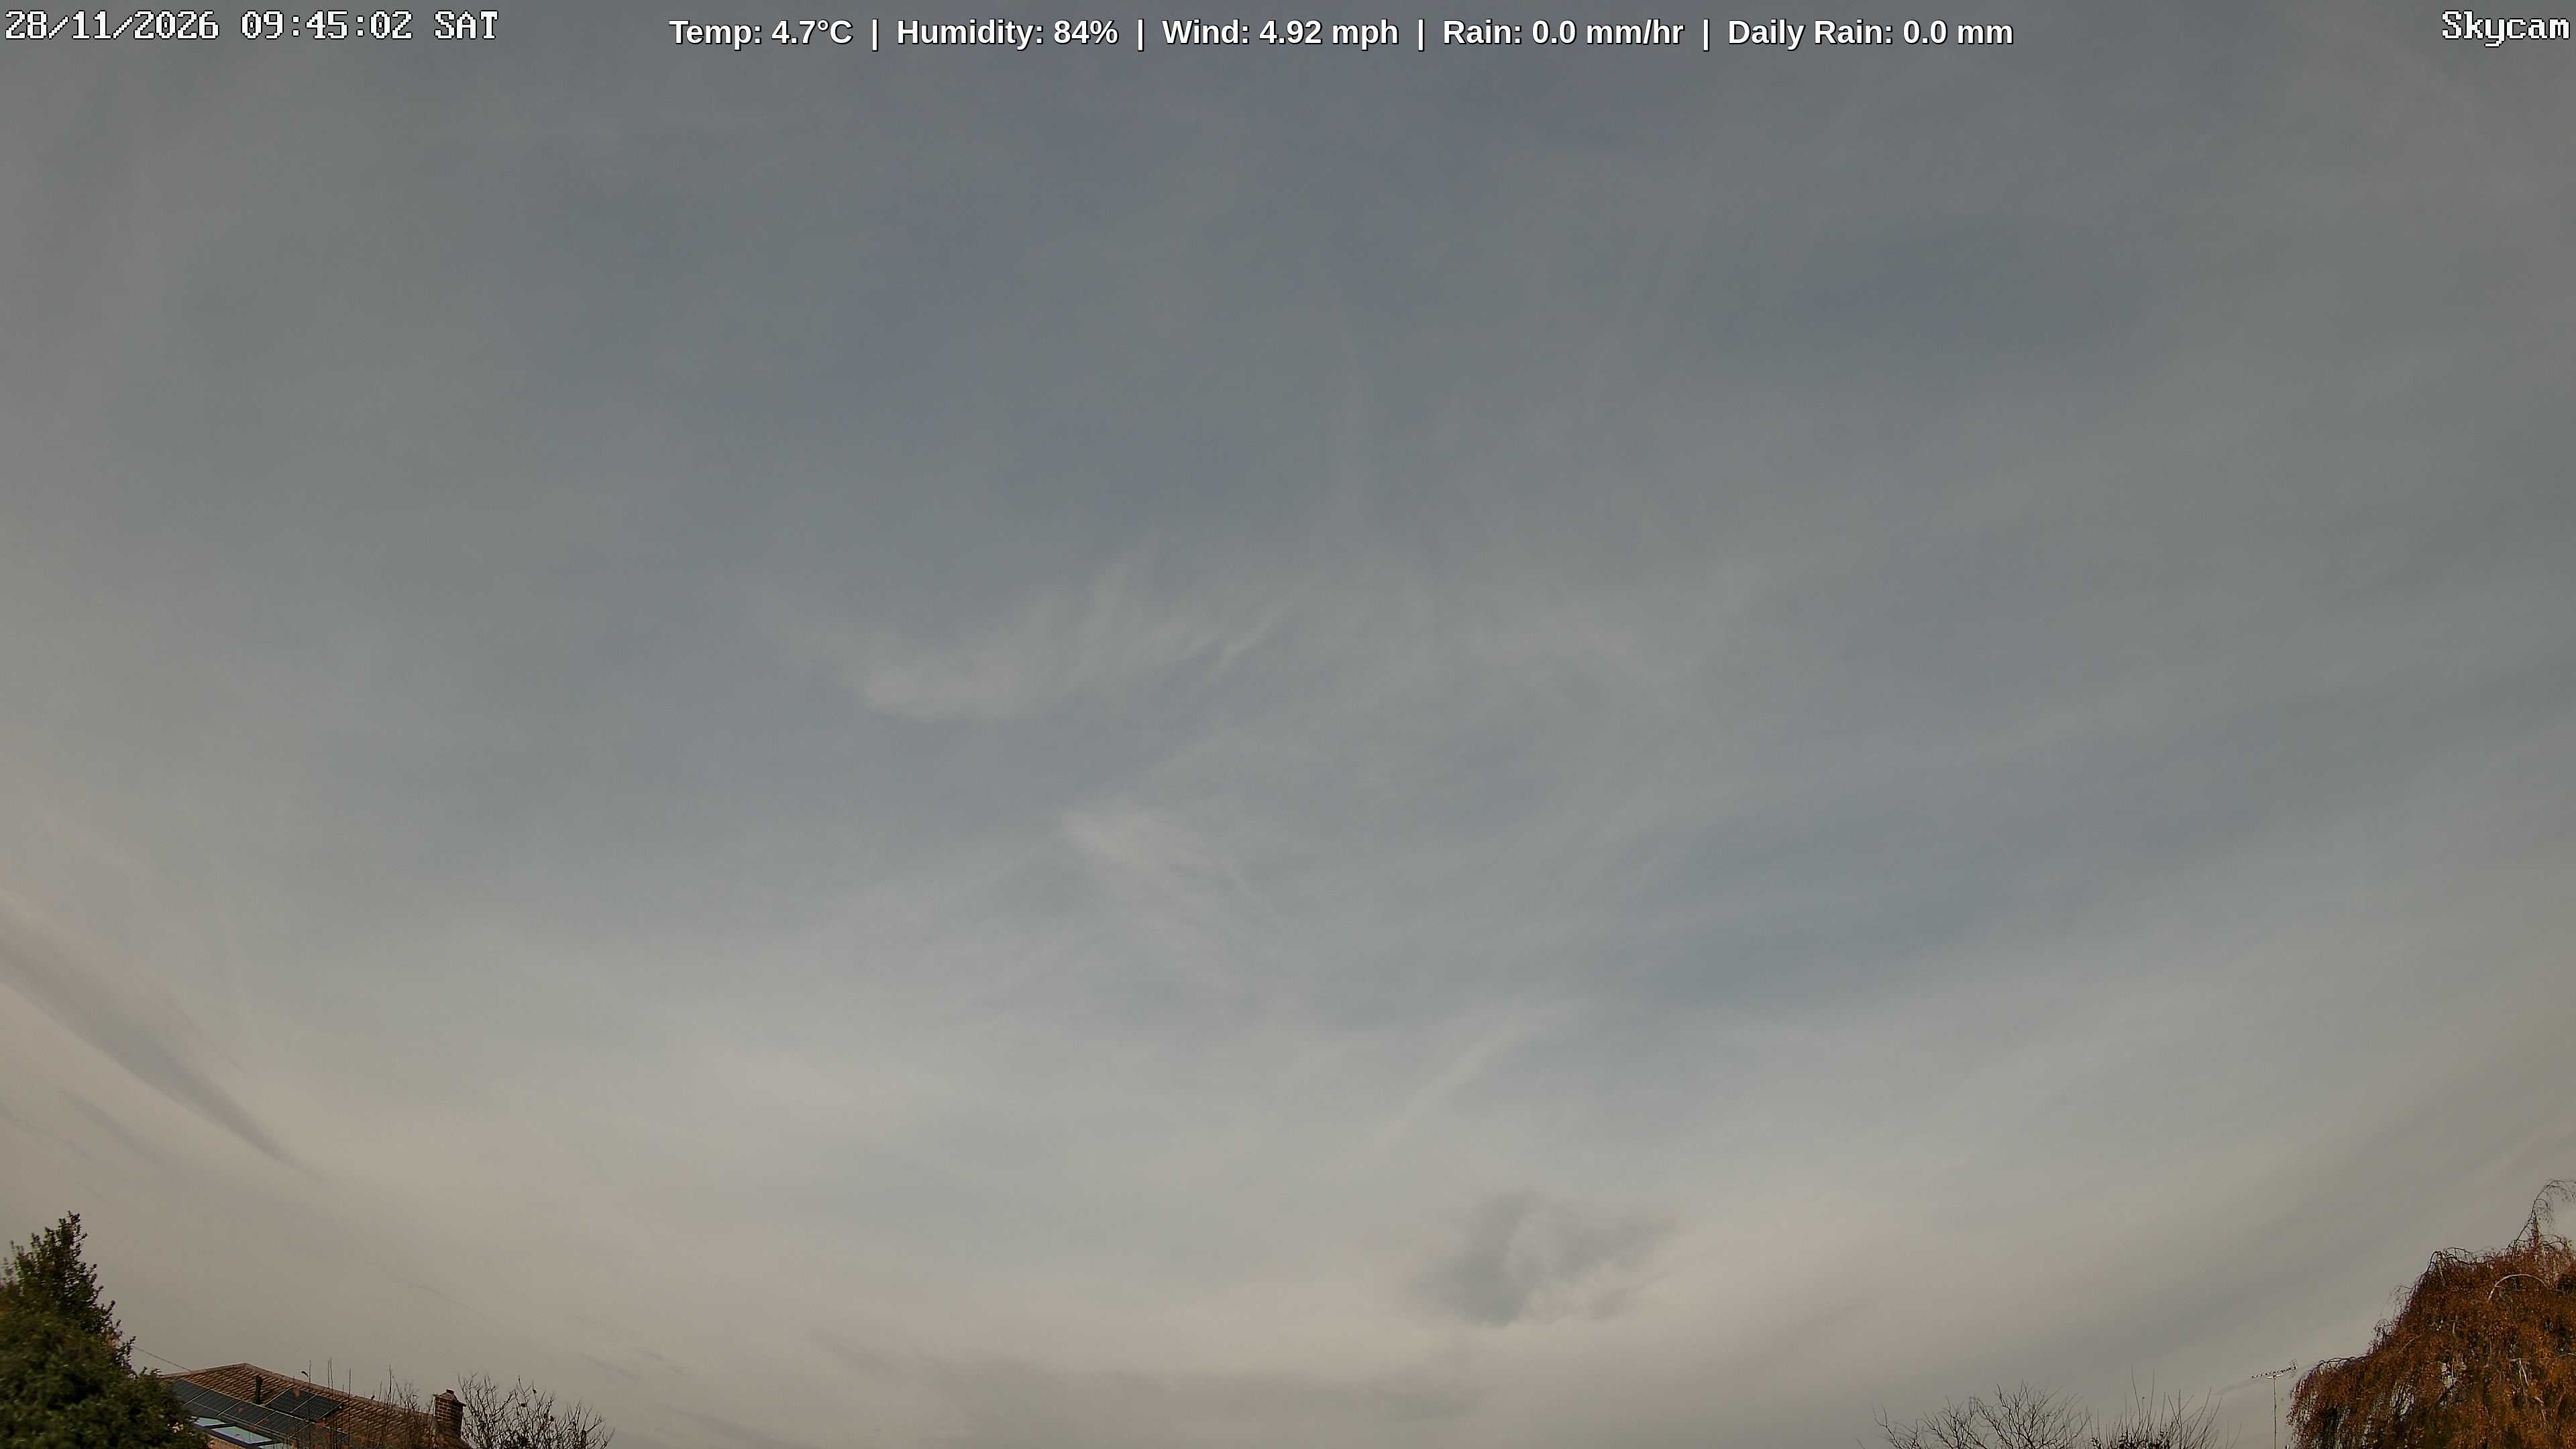 28/11/2026 09:45:02 SAT
Temp: 4.7°C | Humidity: 84% | Wind: 4.92 mph | Rain: 0.0 mm/hr | Daily Rain: 0.0 mm
Skycam